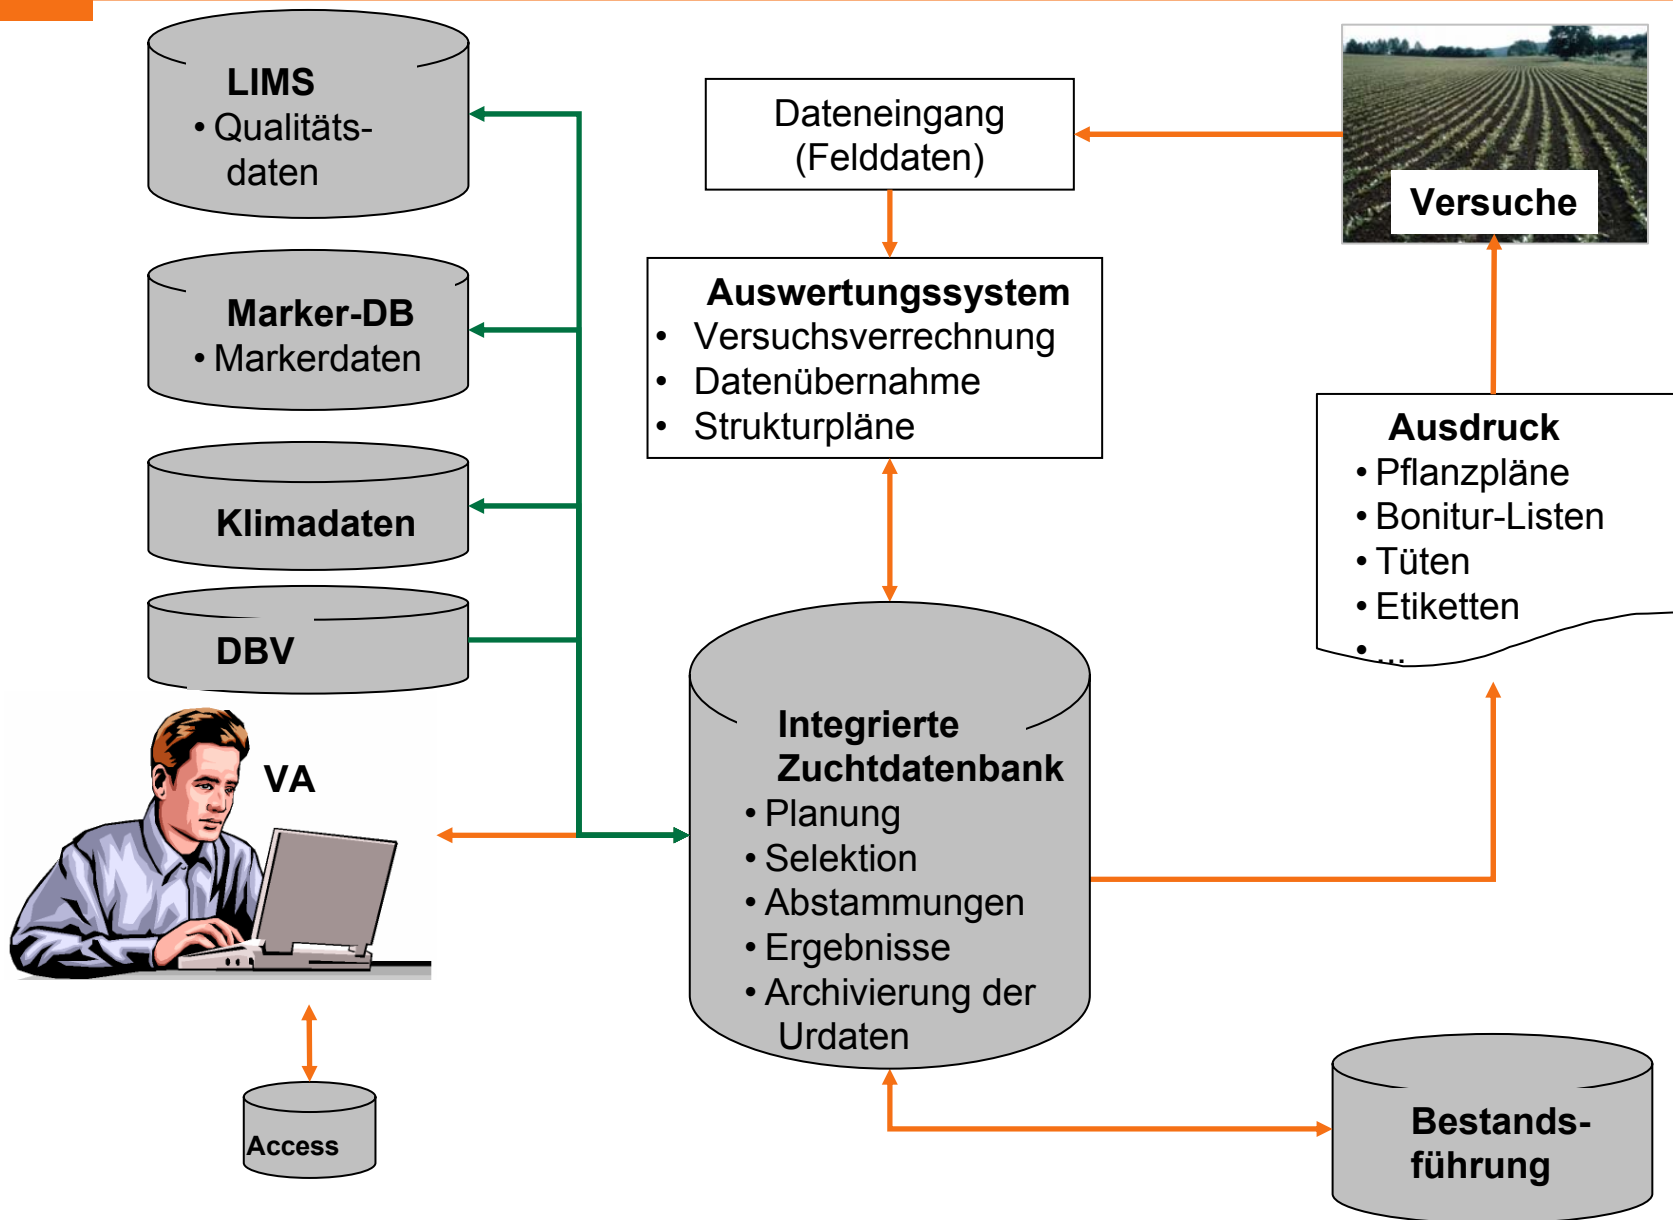 LIMS
• Qualitäts-
daten
Marker-DB
• Markerdaten
Klimadaten
DBV
VA
Access
Dateneingang
(Felddaten)
Auswertungssystem
• Versuchsverrechnung
• Datenübernahme
• Strukturpläne
Integrierte
Zuchtdatenbank
• Planung
• Selektion
• Abstammungen
• Ergebnisse
• Archivierung der
Urdaten
Versuche
Ausdruck
• Pflanzpläne
• Bonitur-Listen
• Tüten
• Etiketten
• ...
Bestands-
führung